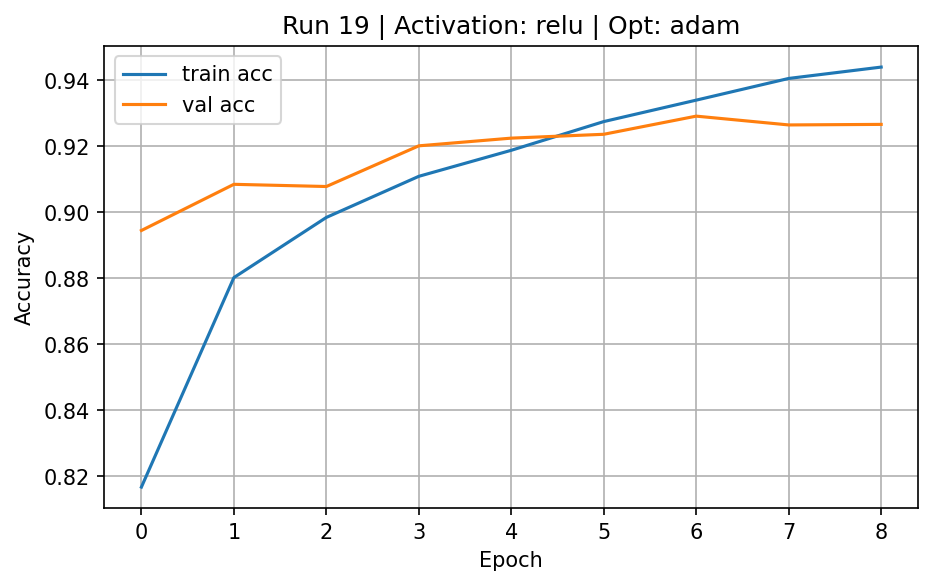 Run 19 | Activation: relu | Opt: adam
train acc
val acc
0.94
0.92
0.90
0.88
0.86
0.84
0.82
Accuracy
0 1 2 3 4 5 6 7 8
Epoch